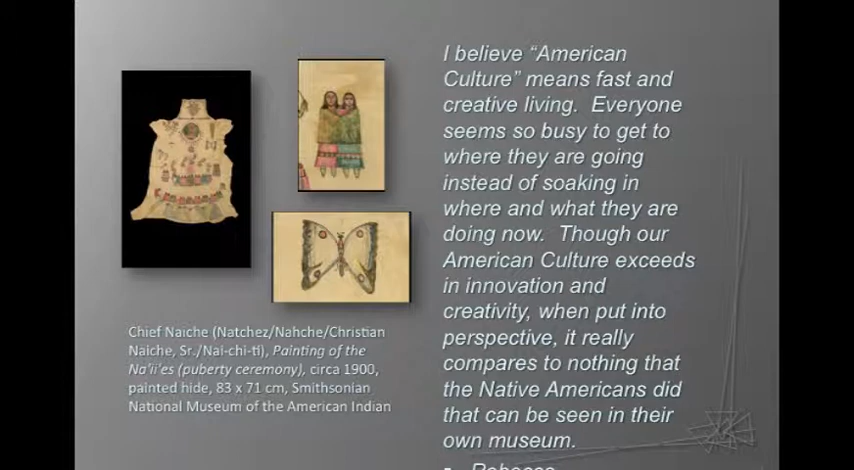 I believe “American
Culture” means fast and
creative living.  Everyone
seems so busy to get to
where they are going
instead of soaking in
where and what they are
doing now.  Though our
American Culture exceeds
in innovation and
creativity, when put into
perspective, it really
compares to nothing that
the Native Americans did
that can be seen in their
own museum.
Rebecca
Chief Naiche (Natchez/Nahche/Christian
Naiche, Sr./Nai-chi-ti), Painting of the
Na’ii’es (puberty ceremony), circa 1900,
painted hide, 83 x 71 cm, Smithsonian
National Museum of the American Indian